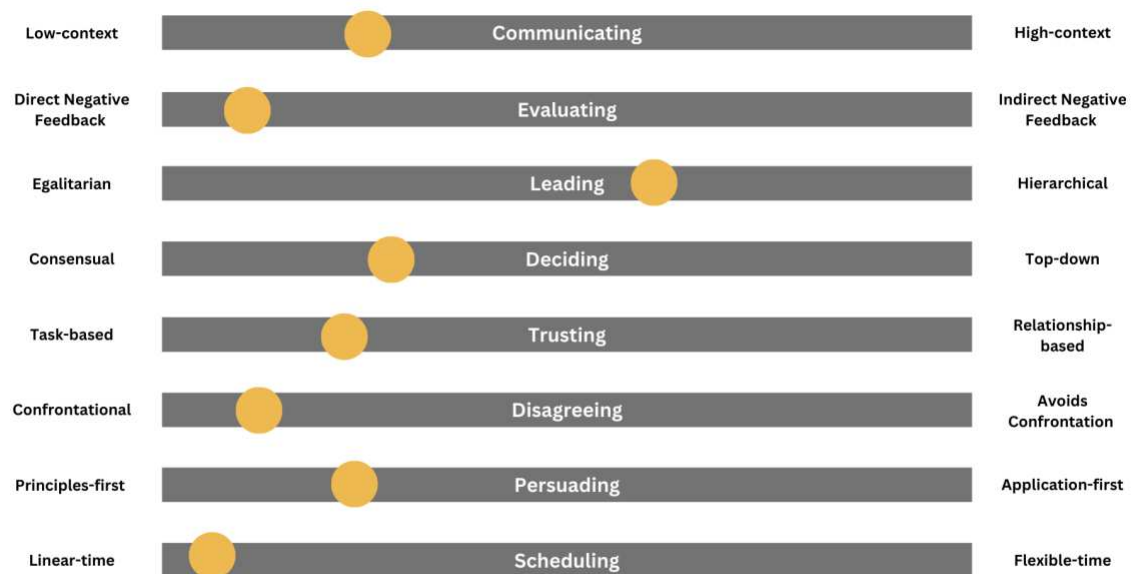 Low-context Communicating High-context
Direct Negative
Feedback
Evaluating
Indirect Negative
Feedback
Egalitarian Leading Hierarchical
Consensual Deciding Top-down
Task-based Trusting
Relationship-
based
Confrontational Disagreeing
Avoids
Confrontation
Principles-first Persuading Application-first
Linear-time Scheduling Flexible-time